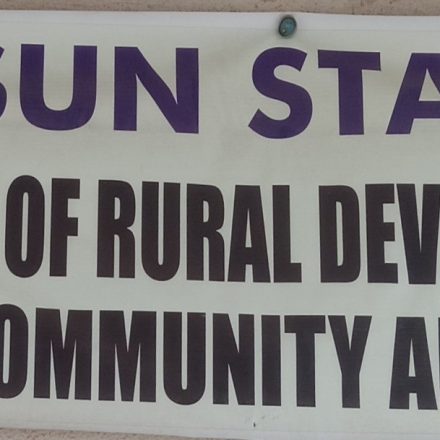 SUN STA
OF RURAL DEV
OMMUNITY A